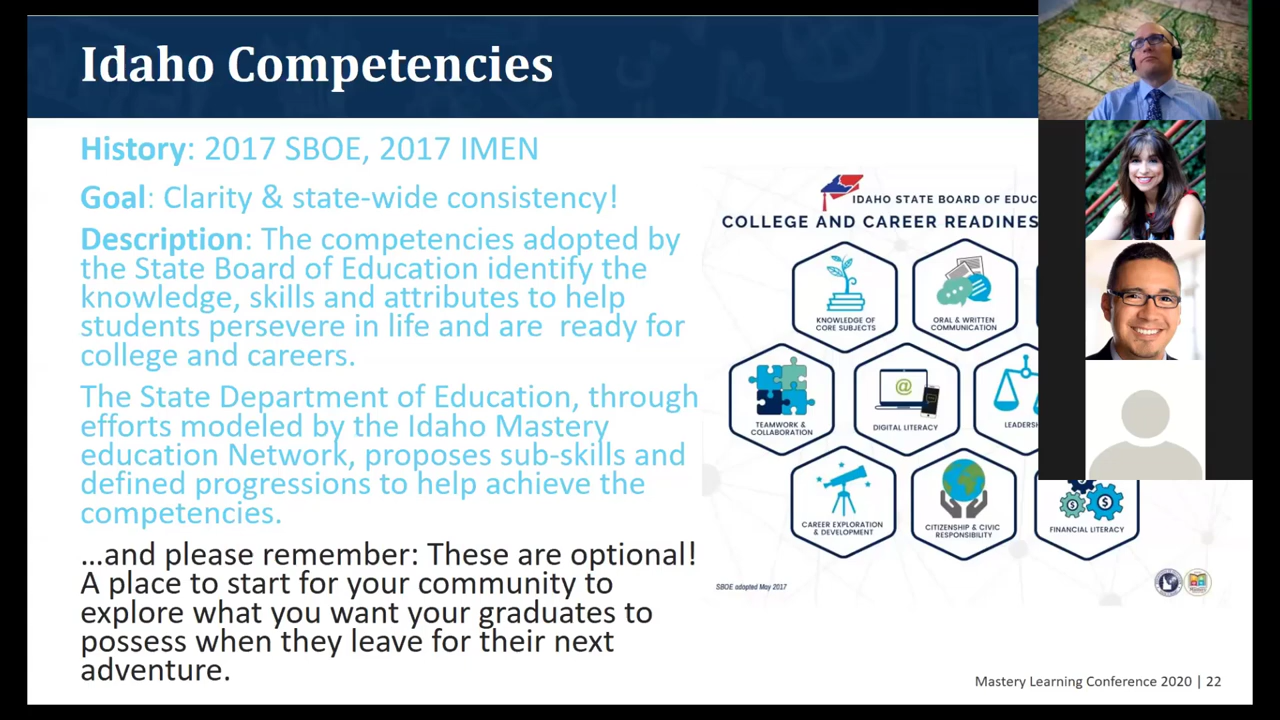 Idaho Competencies
History: 2017 SBOE, 2017 IMEN
Goal: Clarity & state-wide consistency!
Description: The competencies adopted by
the State Board of Education identify the
knowledge, skills and attributes to help
students persevere in life and are  ready for
college and careers.
The State Department of Education, through
efforts modeled by the Idaho Mastery
education Network, proposes sub-skills and
defined progressions to help achieve the
competencies.
...and please remember: These are optional!
A place to start for your community to
explore what you want your graduates to
possess when they leave for their next
adventure.
IDAHO STATE BOARD OF EDUC
COLLEGE AND CAREER READINES
KNOWLEDGE OF
CORE SUBJECTS
ORAL & WRITTEN
COMMUNICATION
TEAMWORK &
COLLABORATION
@
DIGITAL LITERACY
LEADERSH
CAREER EXPLORATION
& DEVELOPMENT
CITIZENSHIP & CIVIC
RESPONSIBILITY
$ $
FINANCIAL LITERACY
SBOE adopted May 2017
Mastery Learning Conference 2020 | 22